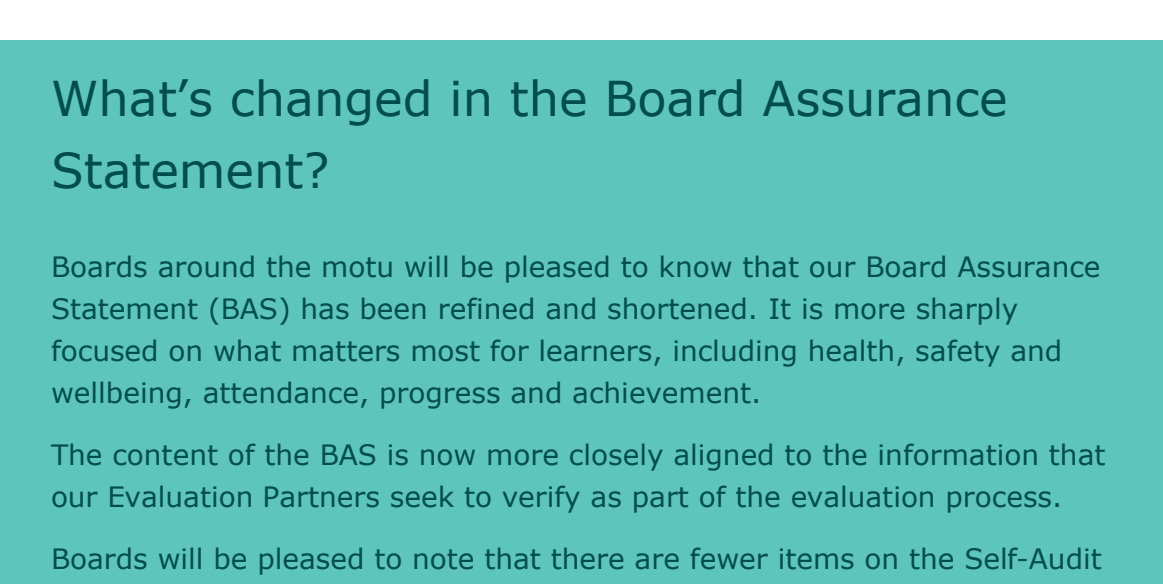 What’s changed in the Board Assurance
Statement?
Boards around the motu will be pleased to know that our Board Assurance
Statement (BAS) has been refined and shortened. It is more sharply
focused on what matters most for learners, including health, safety and
wellbeing, attendance, progress and achievement.
The content of the BAS is now more closely aligned to the information that
our Evaluation Partners seek to verify as part of the evaluation process.
Boards will be pleased to note that there are fewer items on the Self-Audit